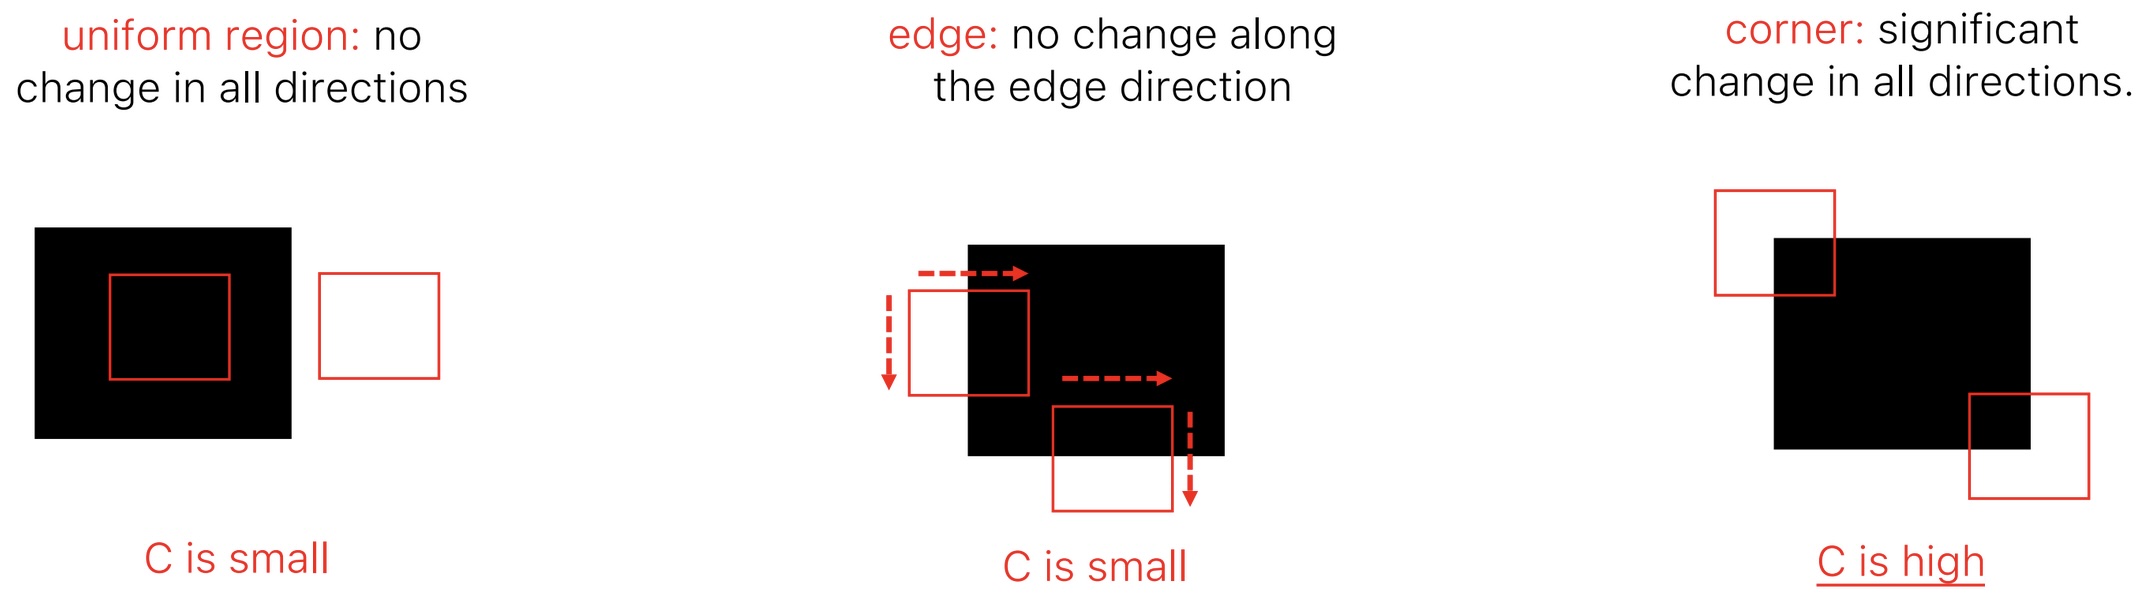 uniform region: no
change in all directions
edge: no change along
the edge direction
corner: significant
change in all directions.
C is small
C is small
C is high